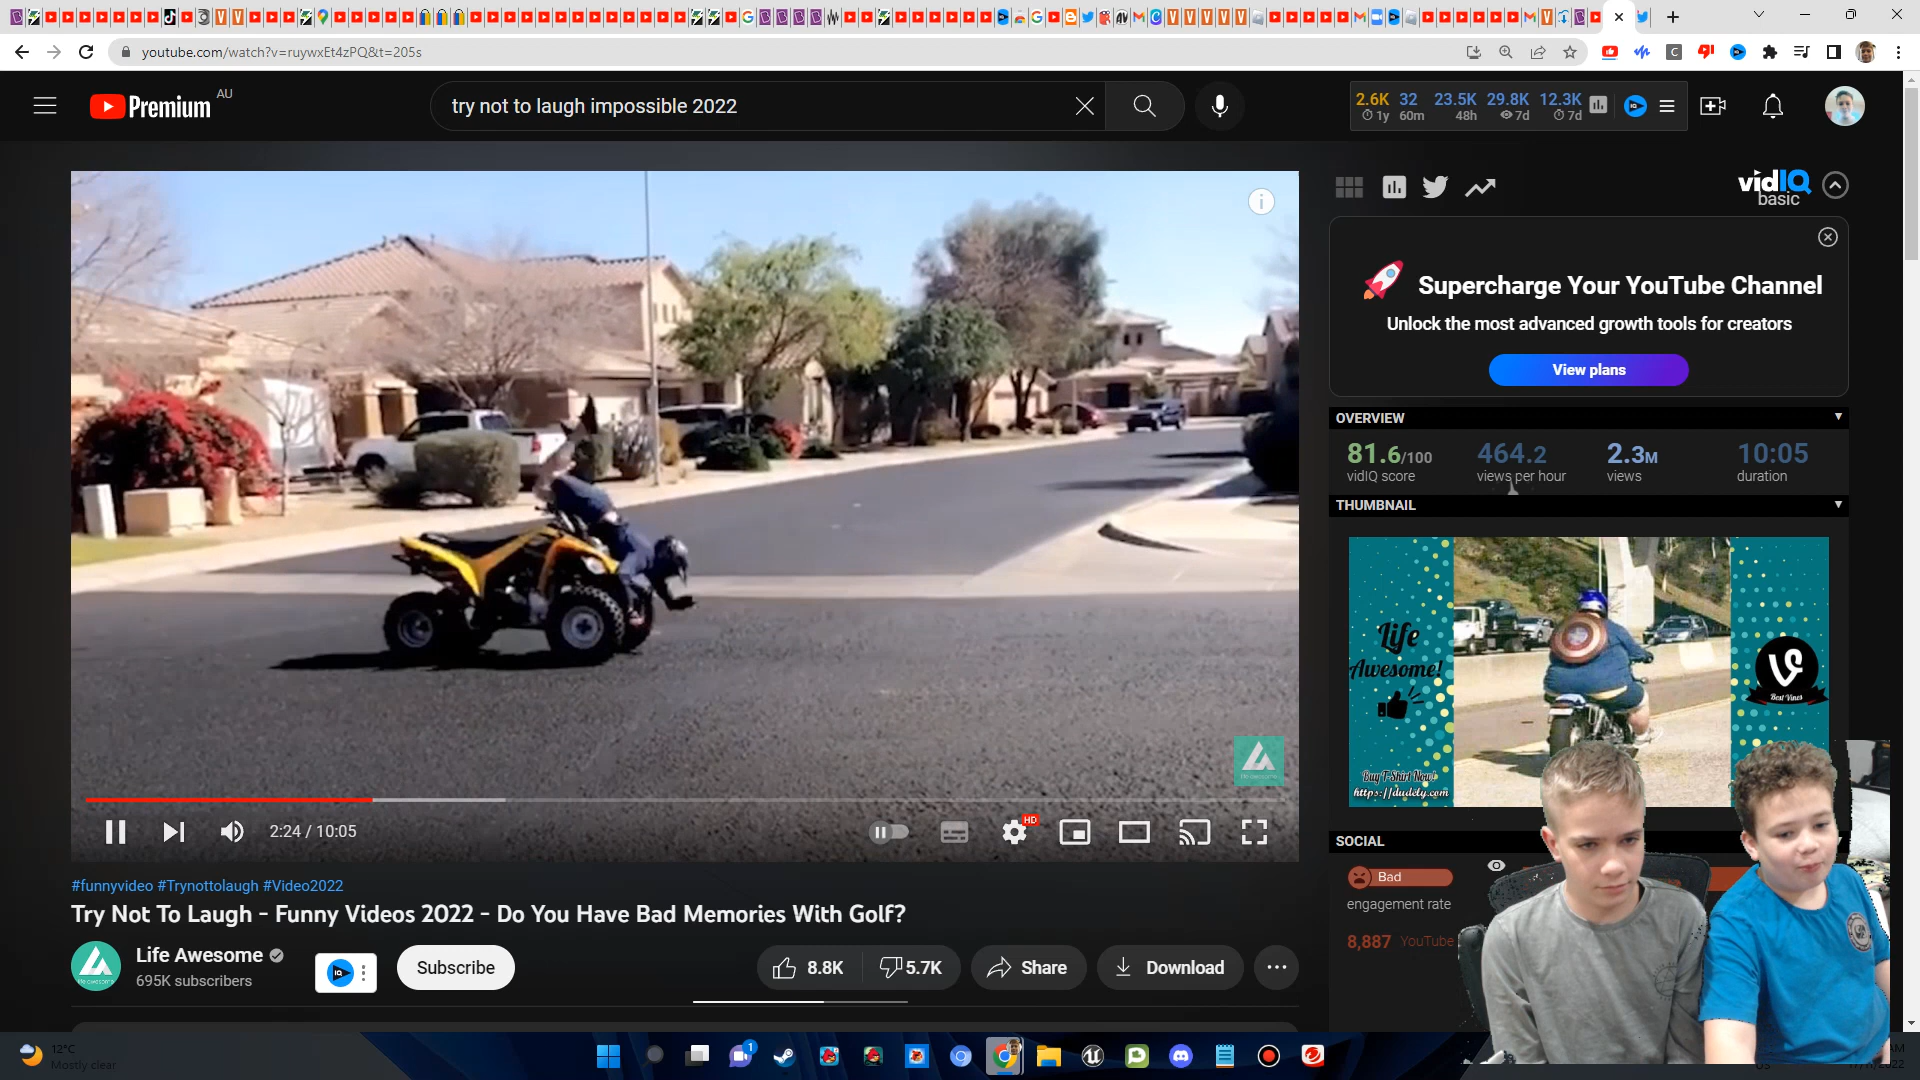 youtube.com/watch?v=ruywxEt4zPQ&t=205s
Premium
AU
try not to laugh impossible 2022
2.6K 32 23.5K 29.8K 12.3K
1y 60m 48h 7d 7d
vidIQ
basic
Supercharge Your YouTube Channel
Unlock the most advanced growth tools for creators
View plans
OVERVIEW
81.6/100 464.2 2.3M 10:05
vidIQ score views per hour views duration
THUMBNAIL
Life
Awesome!
Best Vines
Buy T-Shirt Now!
https://dudely.com
SOCIAL
Bad
engagement rate
8,887 YouTube
HD
2:24 / 10:05
#funnyvideo #Trynottolaugh #Video2022
Try Not To Laugh - Funny Videos 2022 - Do You Have Bad Memories With Golf?
Life Awesome
695K subscribers
Subscribe
8.8K
5.7K
Share
Download
12°C
Mostly clear
1